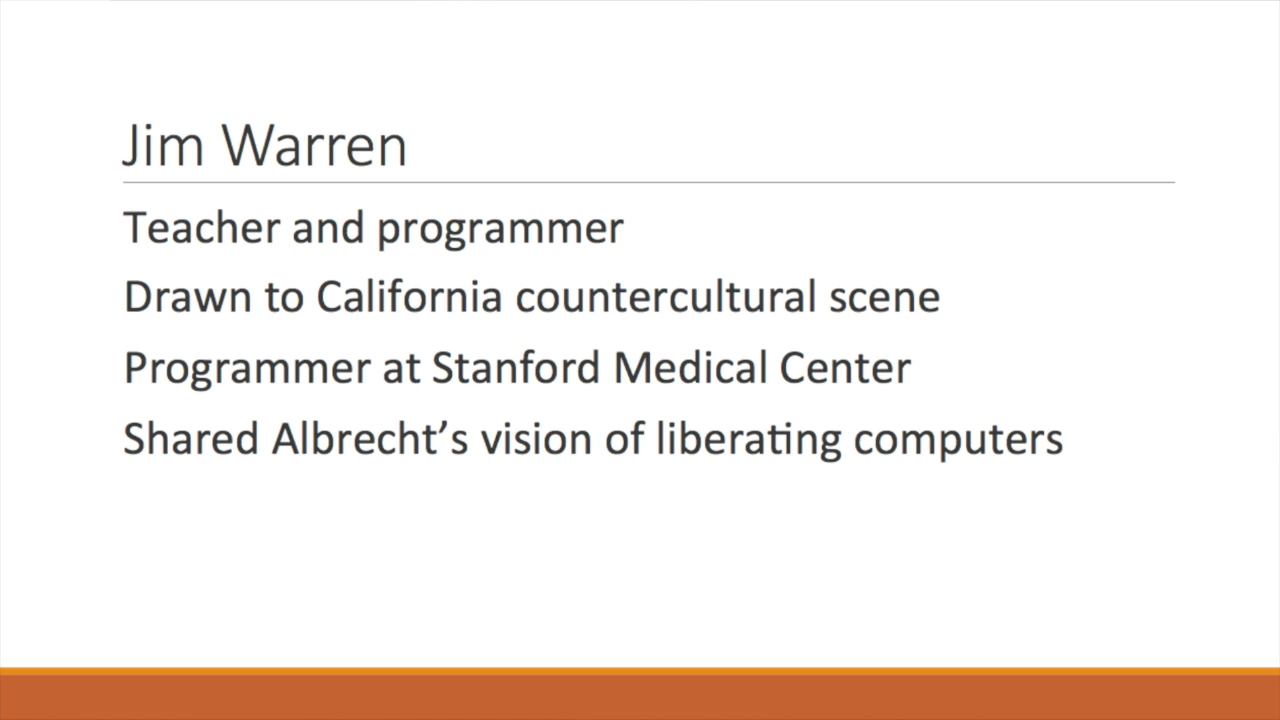 Jim Warren
Teacher and programmer
Drawn to California countercultural scene
Programmer at Stanford Medical Center
Shared Albrecht’s vision of liberating computers